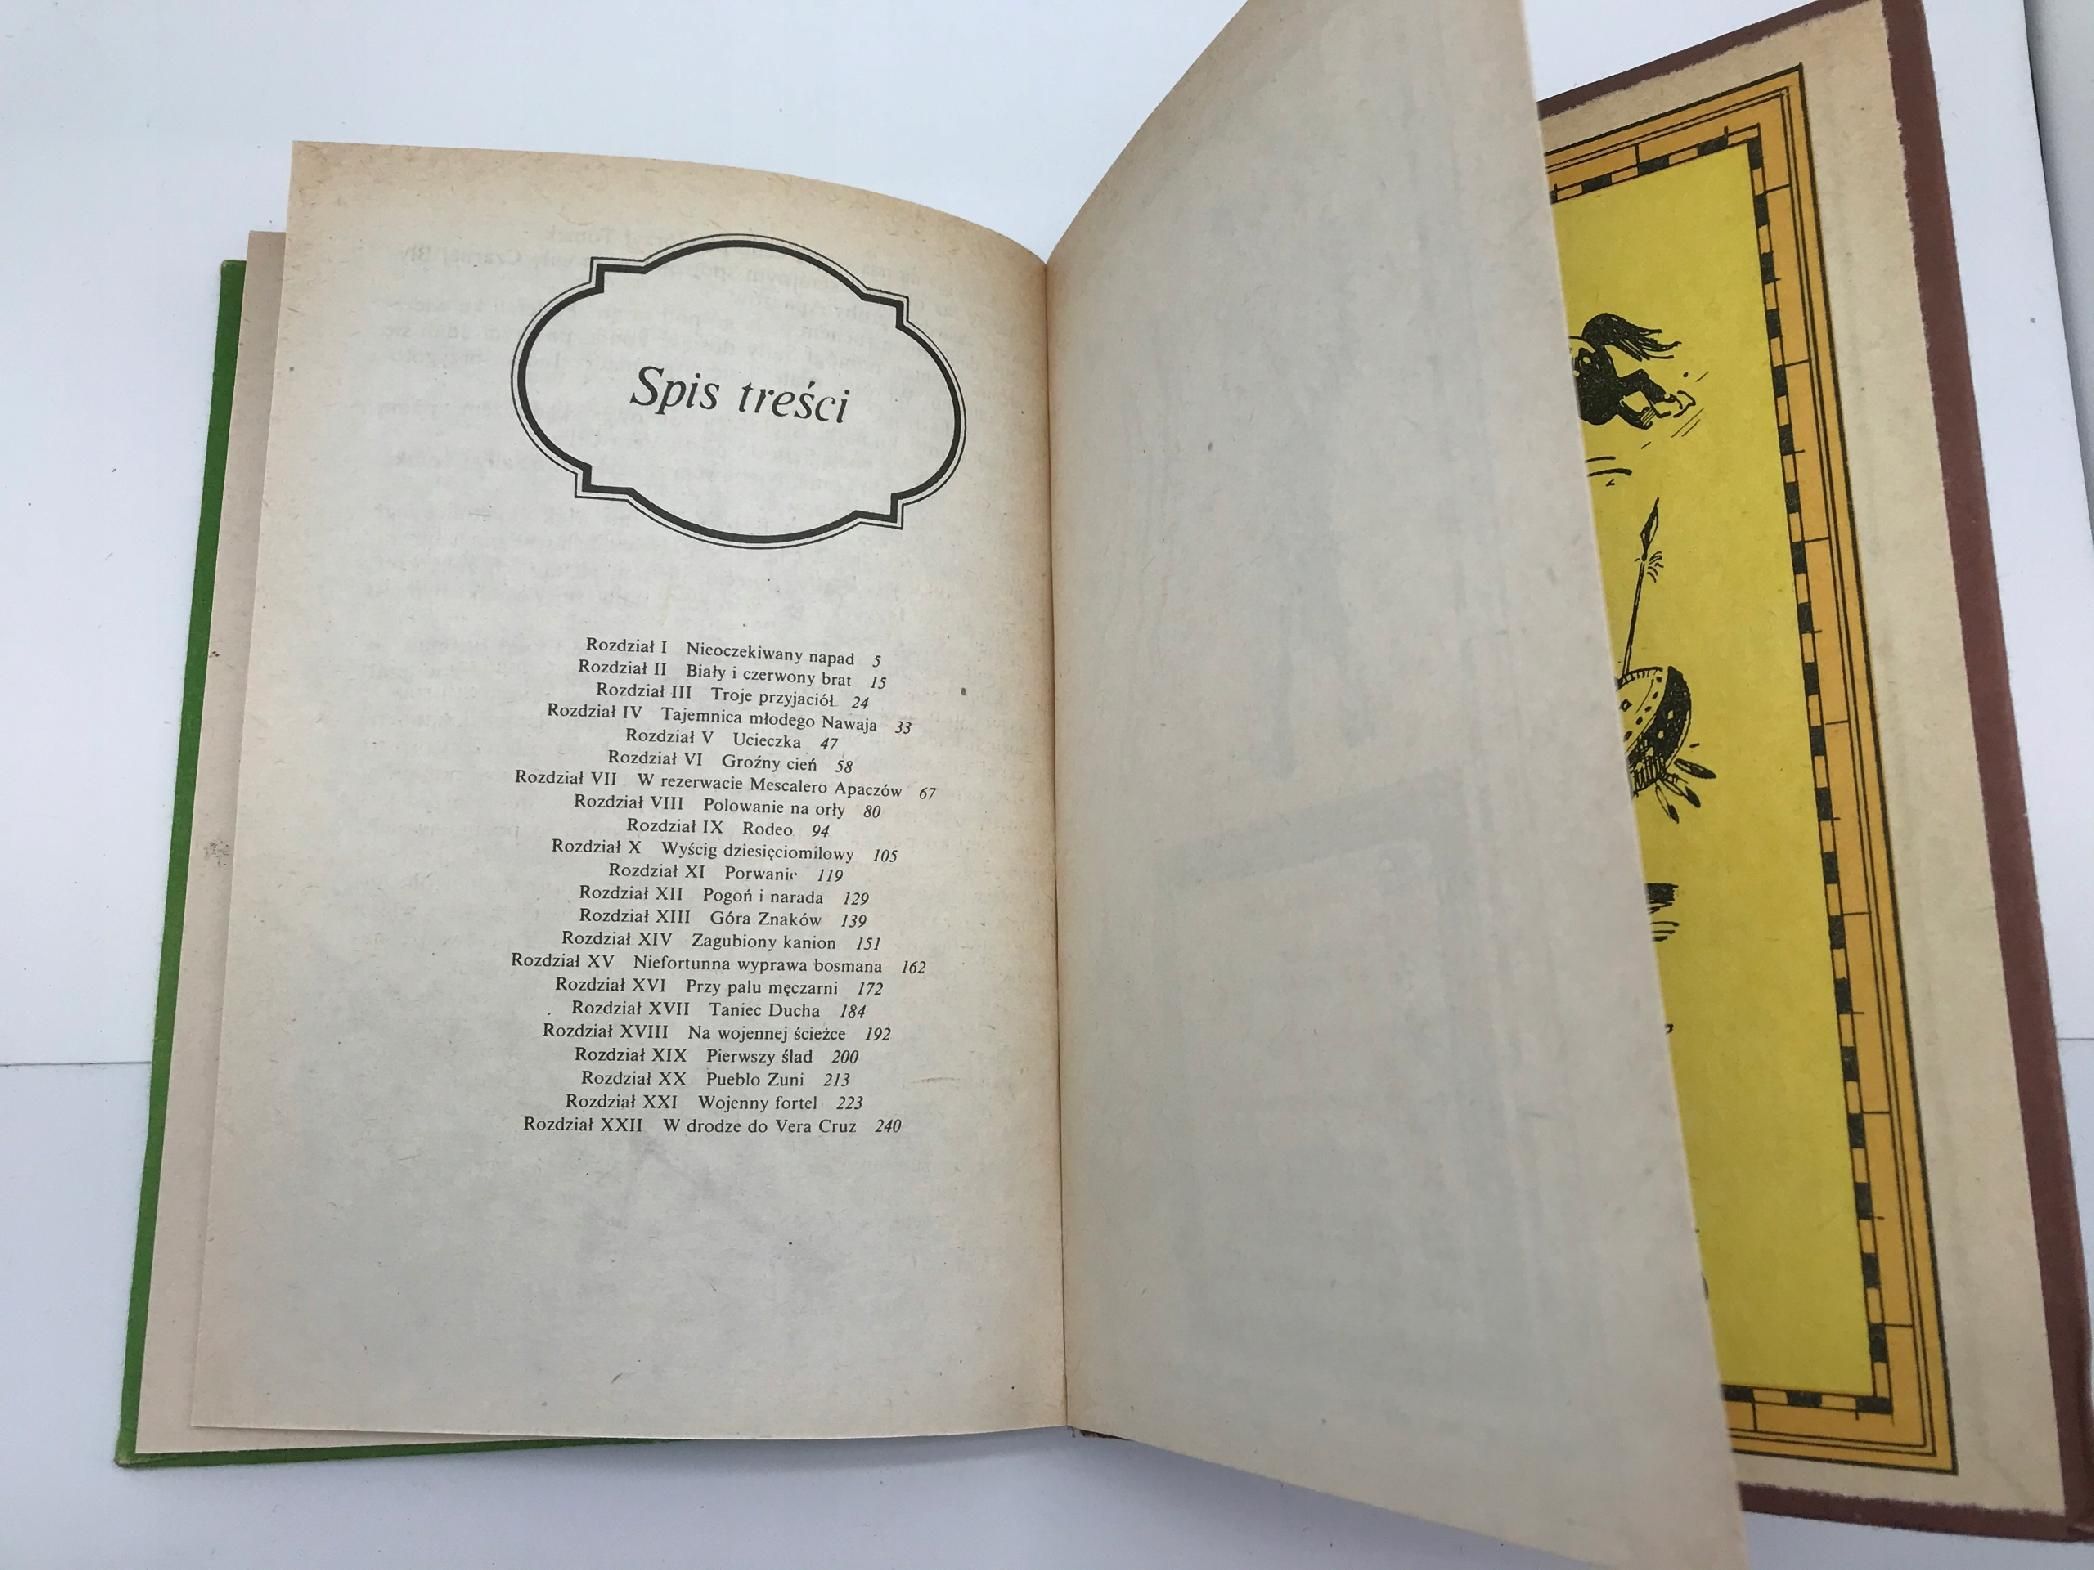 Spis treści
Rozdział I Nieoczekiwany napad 5
Rozdział II Biały i czerwony brat 15
Rozdział III Troje przyjaciół 24
Rozdział IV Tajemnica młodego Nawaja 33
Rozdział V Ucieczka 47
Rozdział VI Groźny cień 58
Rozdział VII W rezerwacie Mescalero Apaczów 67
Rozdział VIII Polowanie na orły 80
Rozdział IX Rodeo 94
Rozdział X Wyścig dziesięciomilowy 105
Rozdział XI Porwanie 119
Rozdział XII Pogoń i narada 129
Rozdział XIII Góra Znaków 139
Rozdział XIV Zagubiony kanion 151
Rozdział XV Niefortunna wyprawa bosmana 162
Rozdział XVI Przy palu męczarni 172
Rozdział XVII Taniec Ducha 184
Rozdział XVIII Na wojennej ścieżce 192
Rozdział XIX Pierwszy ślad 200
Rozdział XX Pueblo Zuni 213
Rozdział XXI Wojenny fortel 223
Rozdział XXII W drodze do Vera Cruz 240